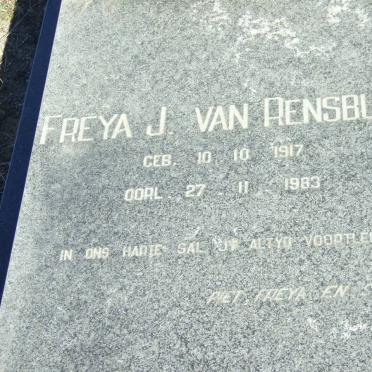 FREYA J. VAN RENSBU
GEB. 10 10 1917
OORL. 27 11 1983
IN ONS HARTE SAL JY ALTYD VOORTLE
PIET, FREYA EN